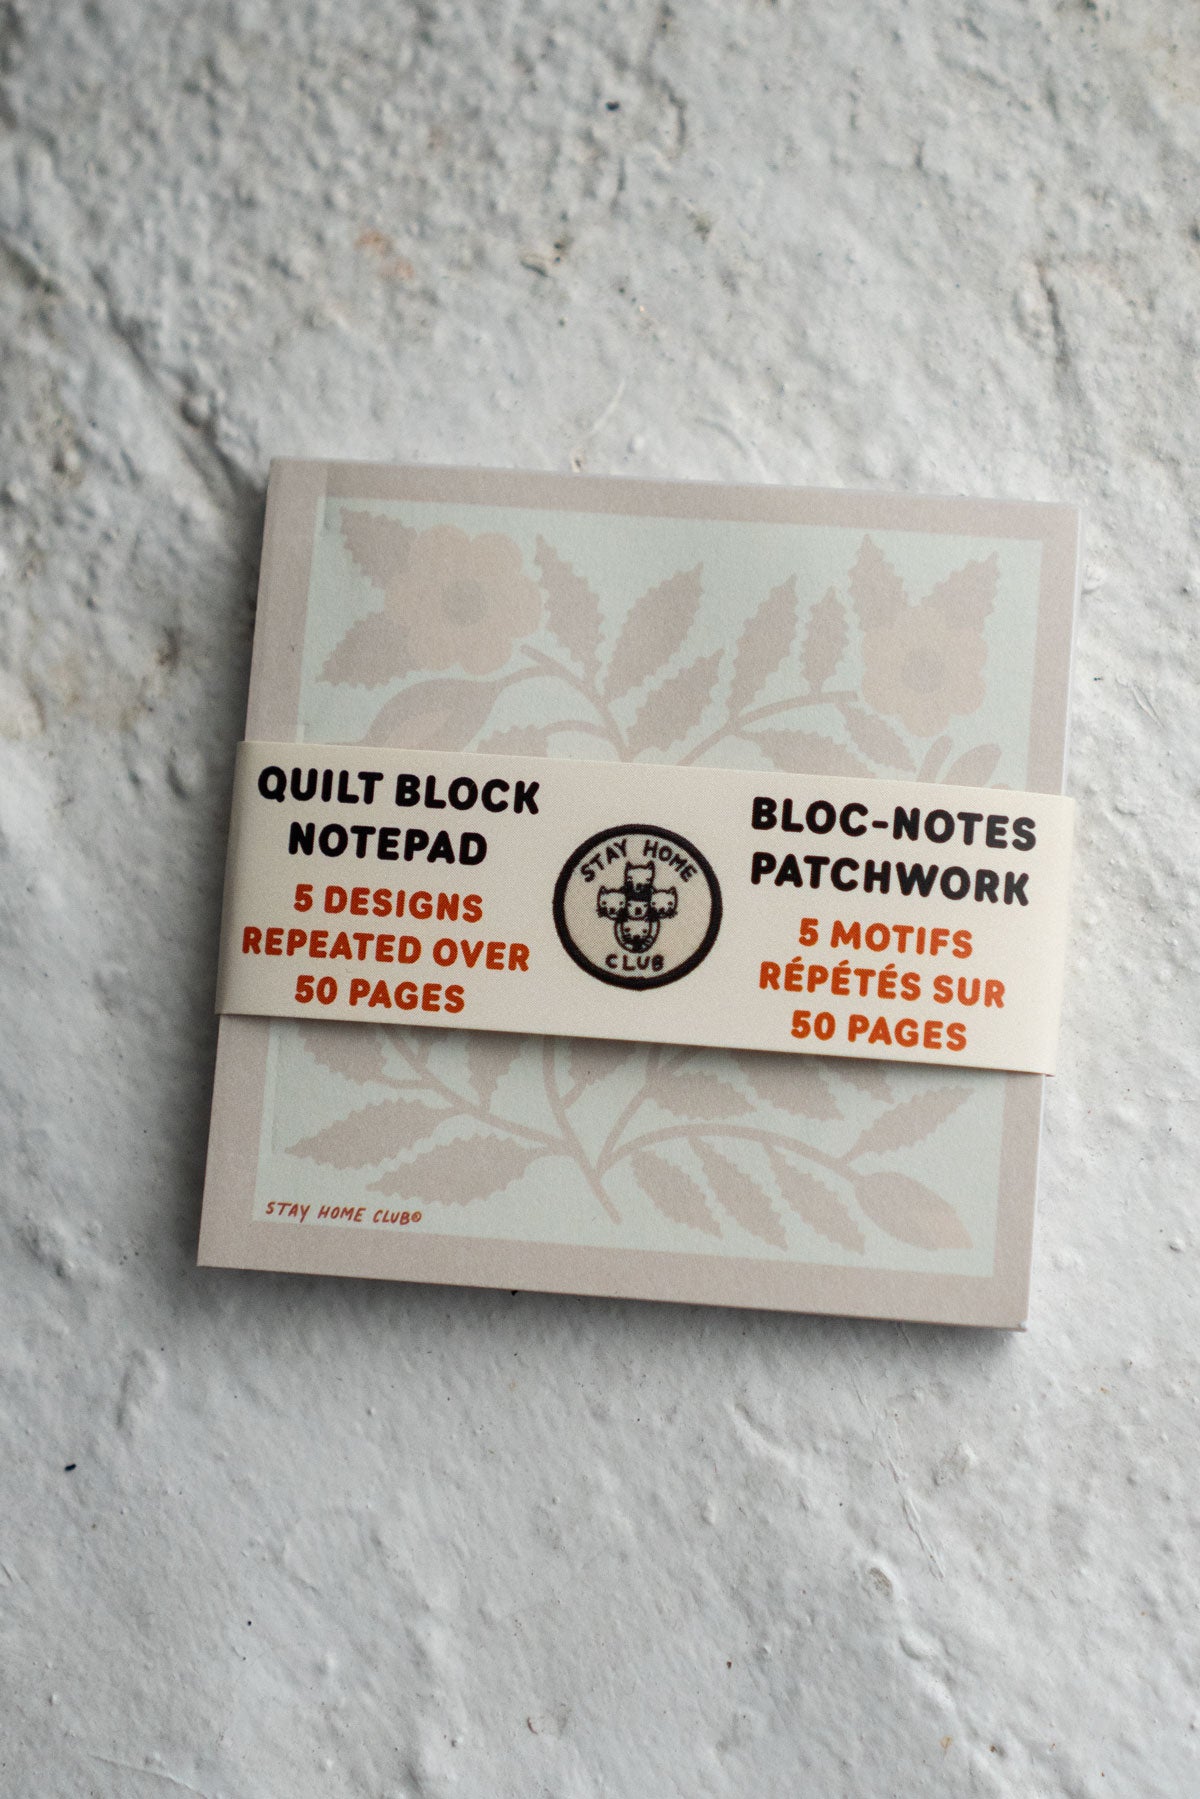 QUILT BLOCK
NOTEPAD
5 DESIGNS
REPEATED OVER
50 PAGES
STAY HOME
CLUB
BLOC-NOTES
PATCHWORK
5 MOTIFS
RÉPÉTÉS SUR
50 PAGES
STAY HOME CLUB®